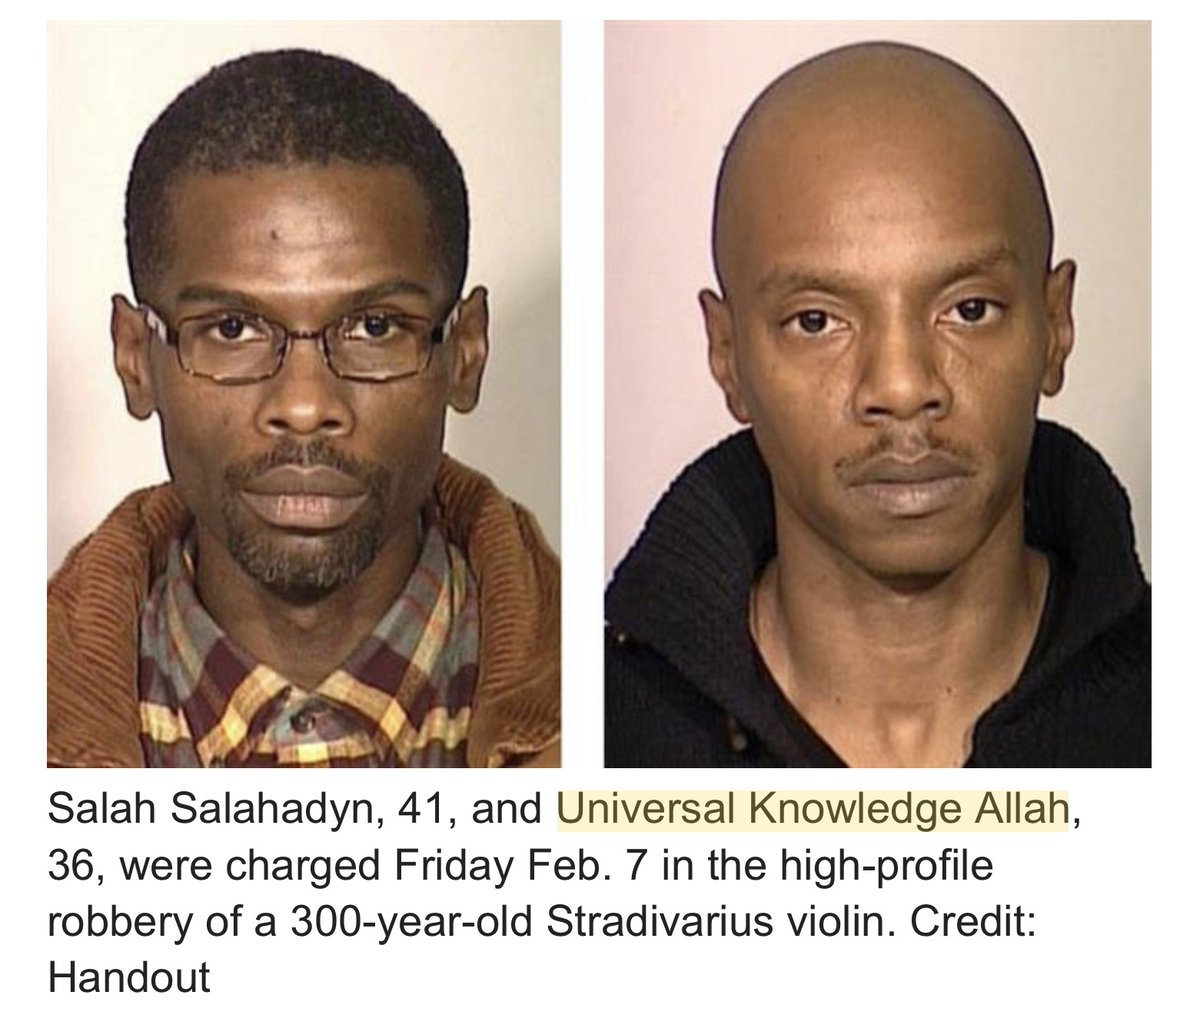 Salah Salahadyn, 41, and Universal Knowledge Allah,
36, were charged Friday Feb. 7 in the high-profile
robbery of a 300-year-old Stradivarius violin. Credit:
Handout